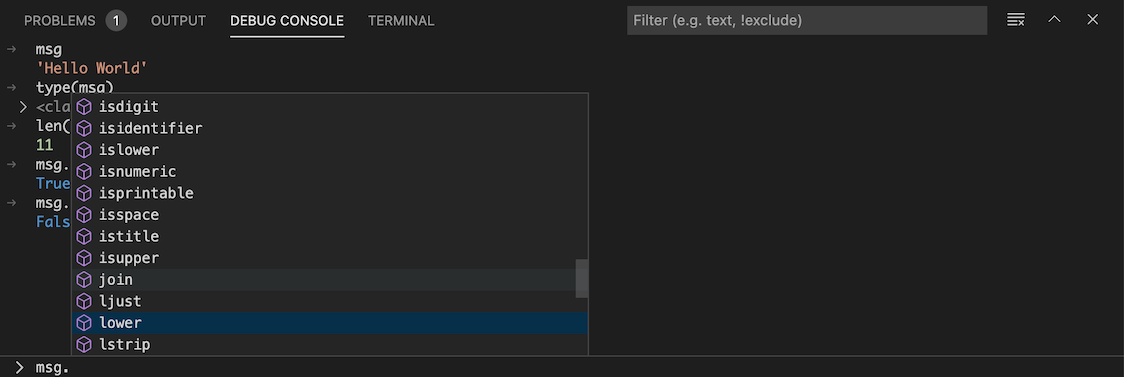 PROBLEMS 1 OUTPUT DEBUG CONSOLE TERMINAL Filter (e.g. text, !exclude)
msg
'Hello World'
type(msg)
<cla
len(
11
msg.
True
msg.
Fals
isdigit
isidentifier
islower
isnumeric
isprintable
isspace
istitle
isupper
join
ljust
lower
lstrip
msg.